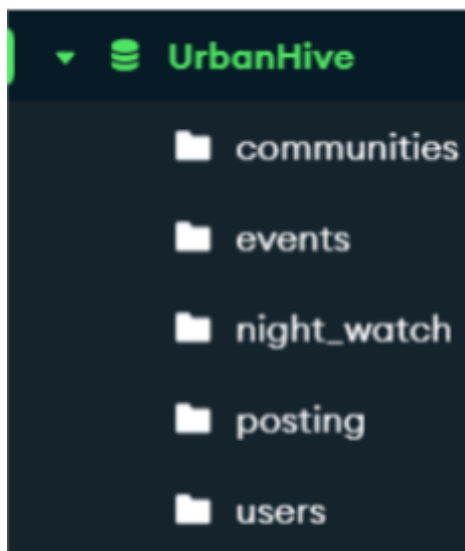 UrbanHive
communities
events
night_watch
posting
users